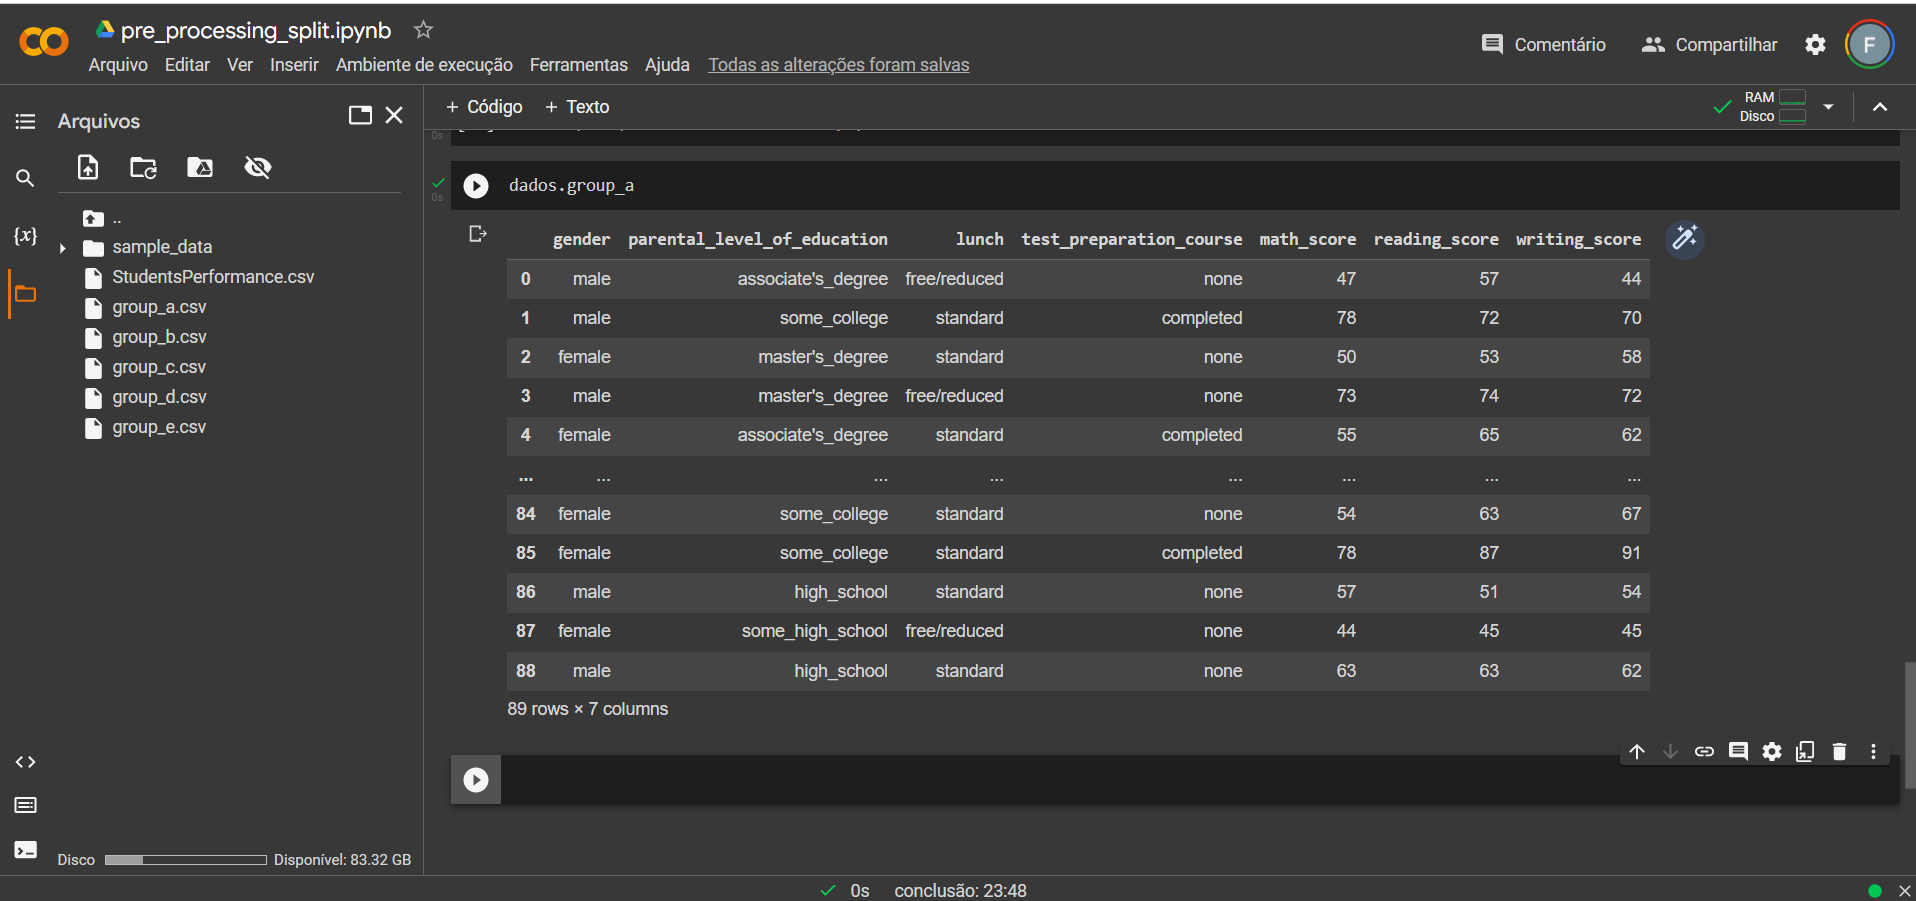 pre_processing_split.ipynb
Comentário
Compartilhar
F
Arquivo Editar Ver Inserir Ambiente de execução Ferramentas Ajuda Todas as alterações foram salvas
Arquivos
+ Código + Texto
RAM
Disco
0s
..
sample_data
StudentsPerformance.csv
group_a.csv
group_b.csv
group_c.csv
group_d.csv
group_e.csv
{x}
0s
dados.group_a
gender parental_level_of_education lunch test_preparation_course math_score reading_score writing_score
0 male associate's_degree free/reduced none 47 57 44
1 male some_college standard completed 78 72 70
2 female master's_degree standard none 50 53 58
3 male master's_degree free/reduced none 73 74 72
4 female associate's_degree standard completed 55 65 62
... ... ... ... ... ... ... ...
84 female some_college standard none 54 63 67
85 female some_college standard completed 78 87 91
86 male high_school standard none 57 51 54
87 female some_high_school free/reduced none 44 45 45
88 male high_school standard none 63 63 62
89 rows × 7 columns
Disco Disponível: 83.32 GB
0s conclusão: 23:48